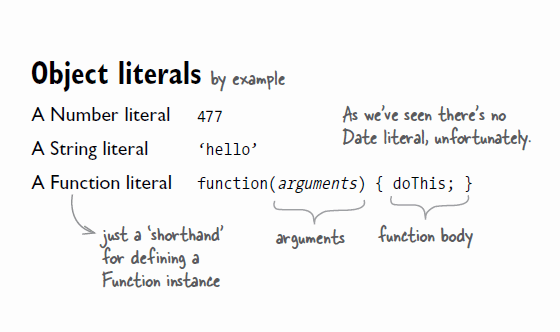 Object literals by example
A Number literal 477
A String literal ‘hello’
A Function literal function(arguments) { doThis; }
As we've seen there's no
Date literal, unfortunately.
just a 'shorthand'
for defining a
Function instance
arguments
function body